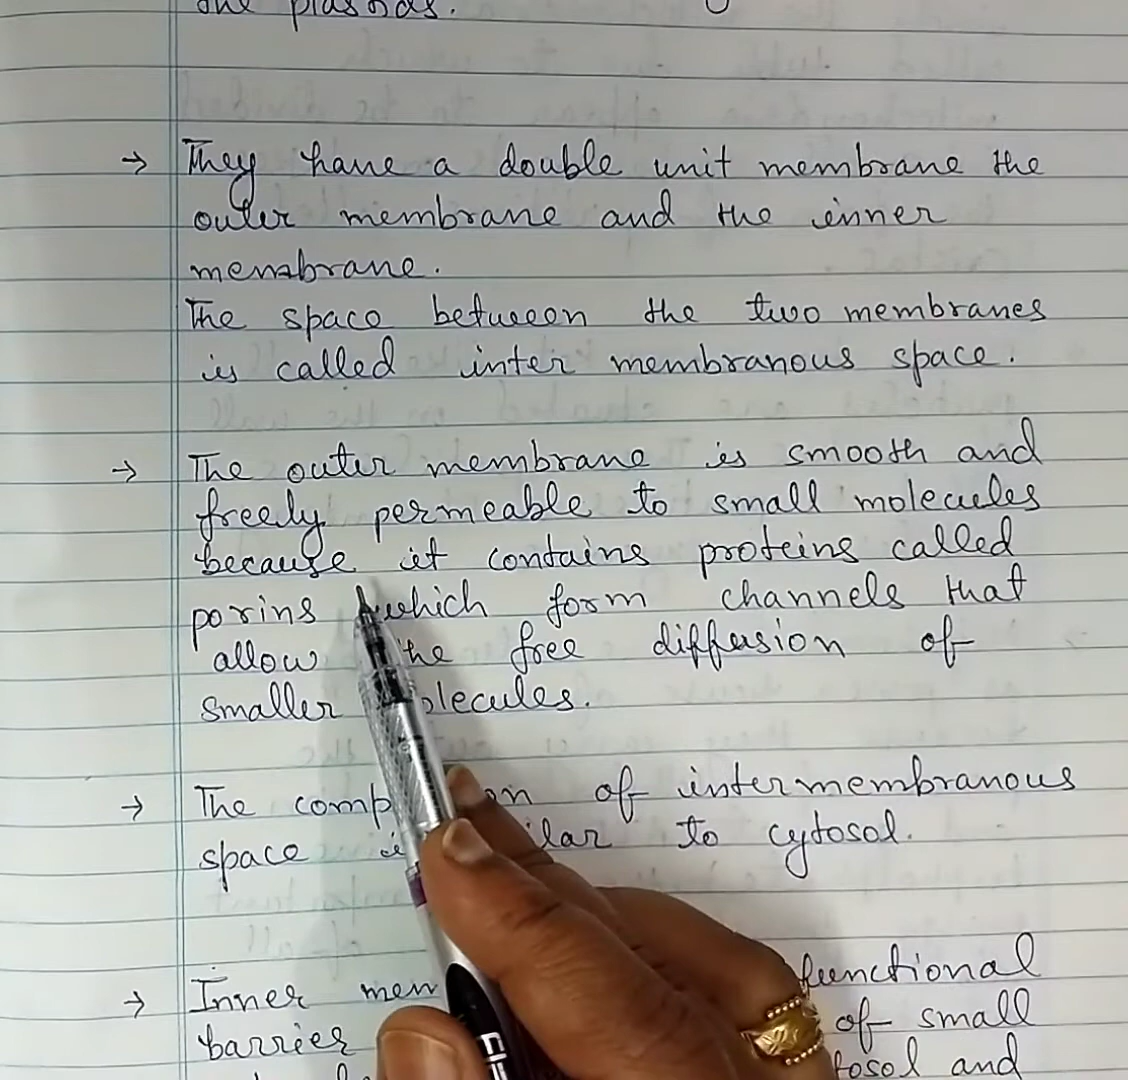 the plastids.
→ They have a double unit membrane the
outer membrane and the inner
membrane.
The space between the two membranes
is called inter membranous space.
→ The outer membrane is smooth and
freely permeable to small molecules
because it contains proteins called
porins which form channels that
allow the free diffusion of
smaller molecules.
→ The of intermembranous
space to cytosol.
→ Inner functional
barrier of small
and